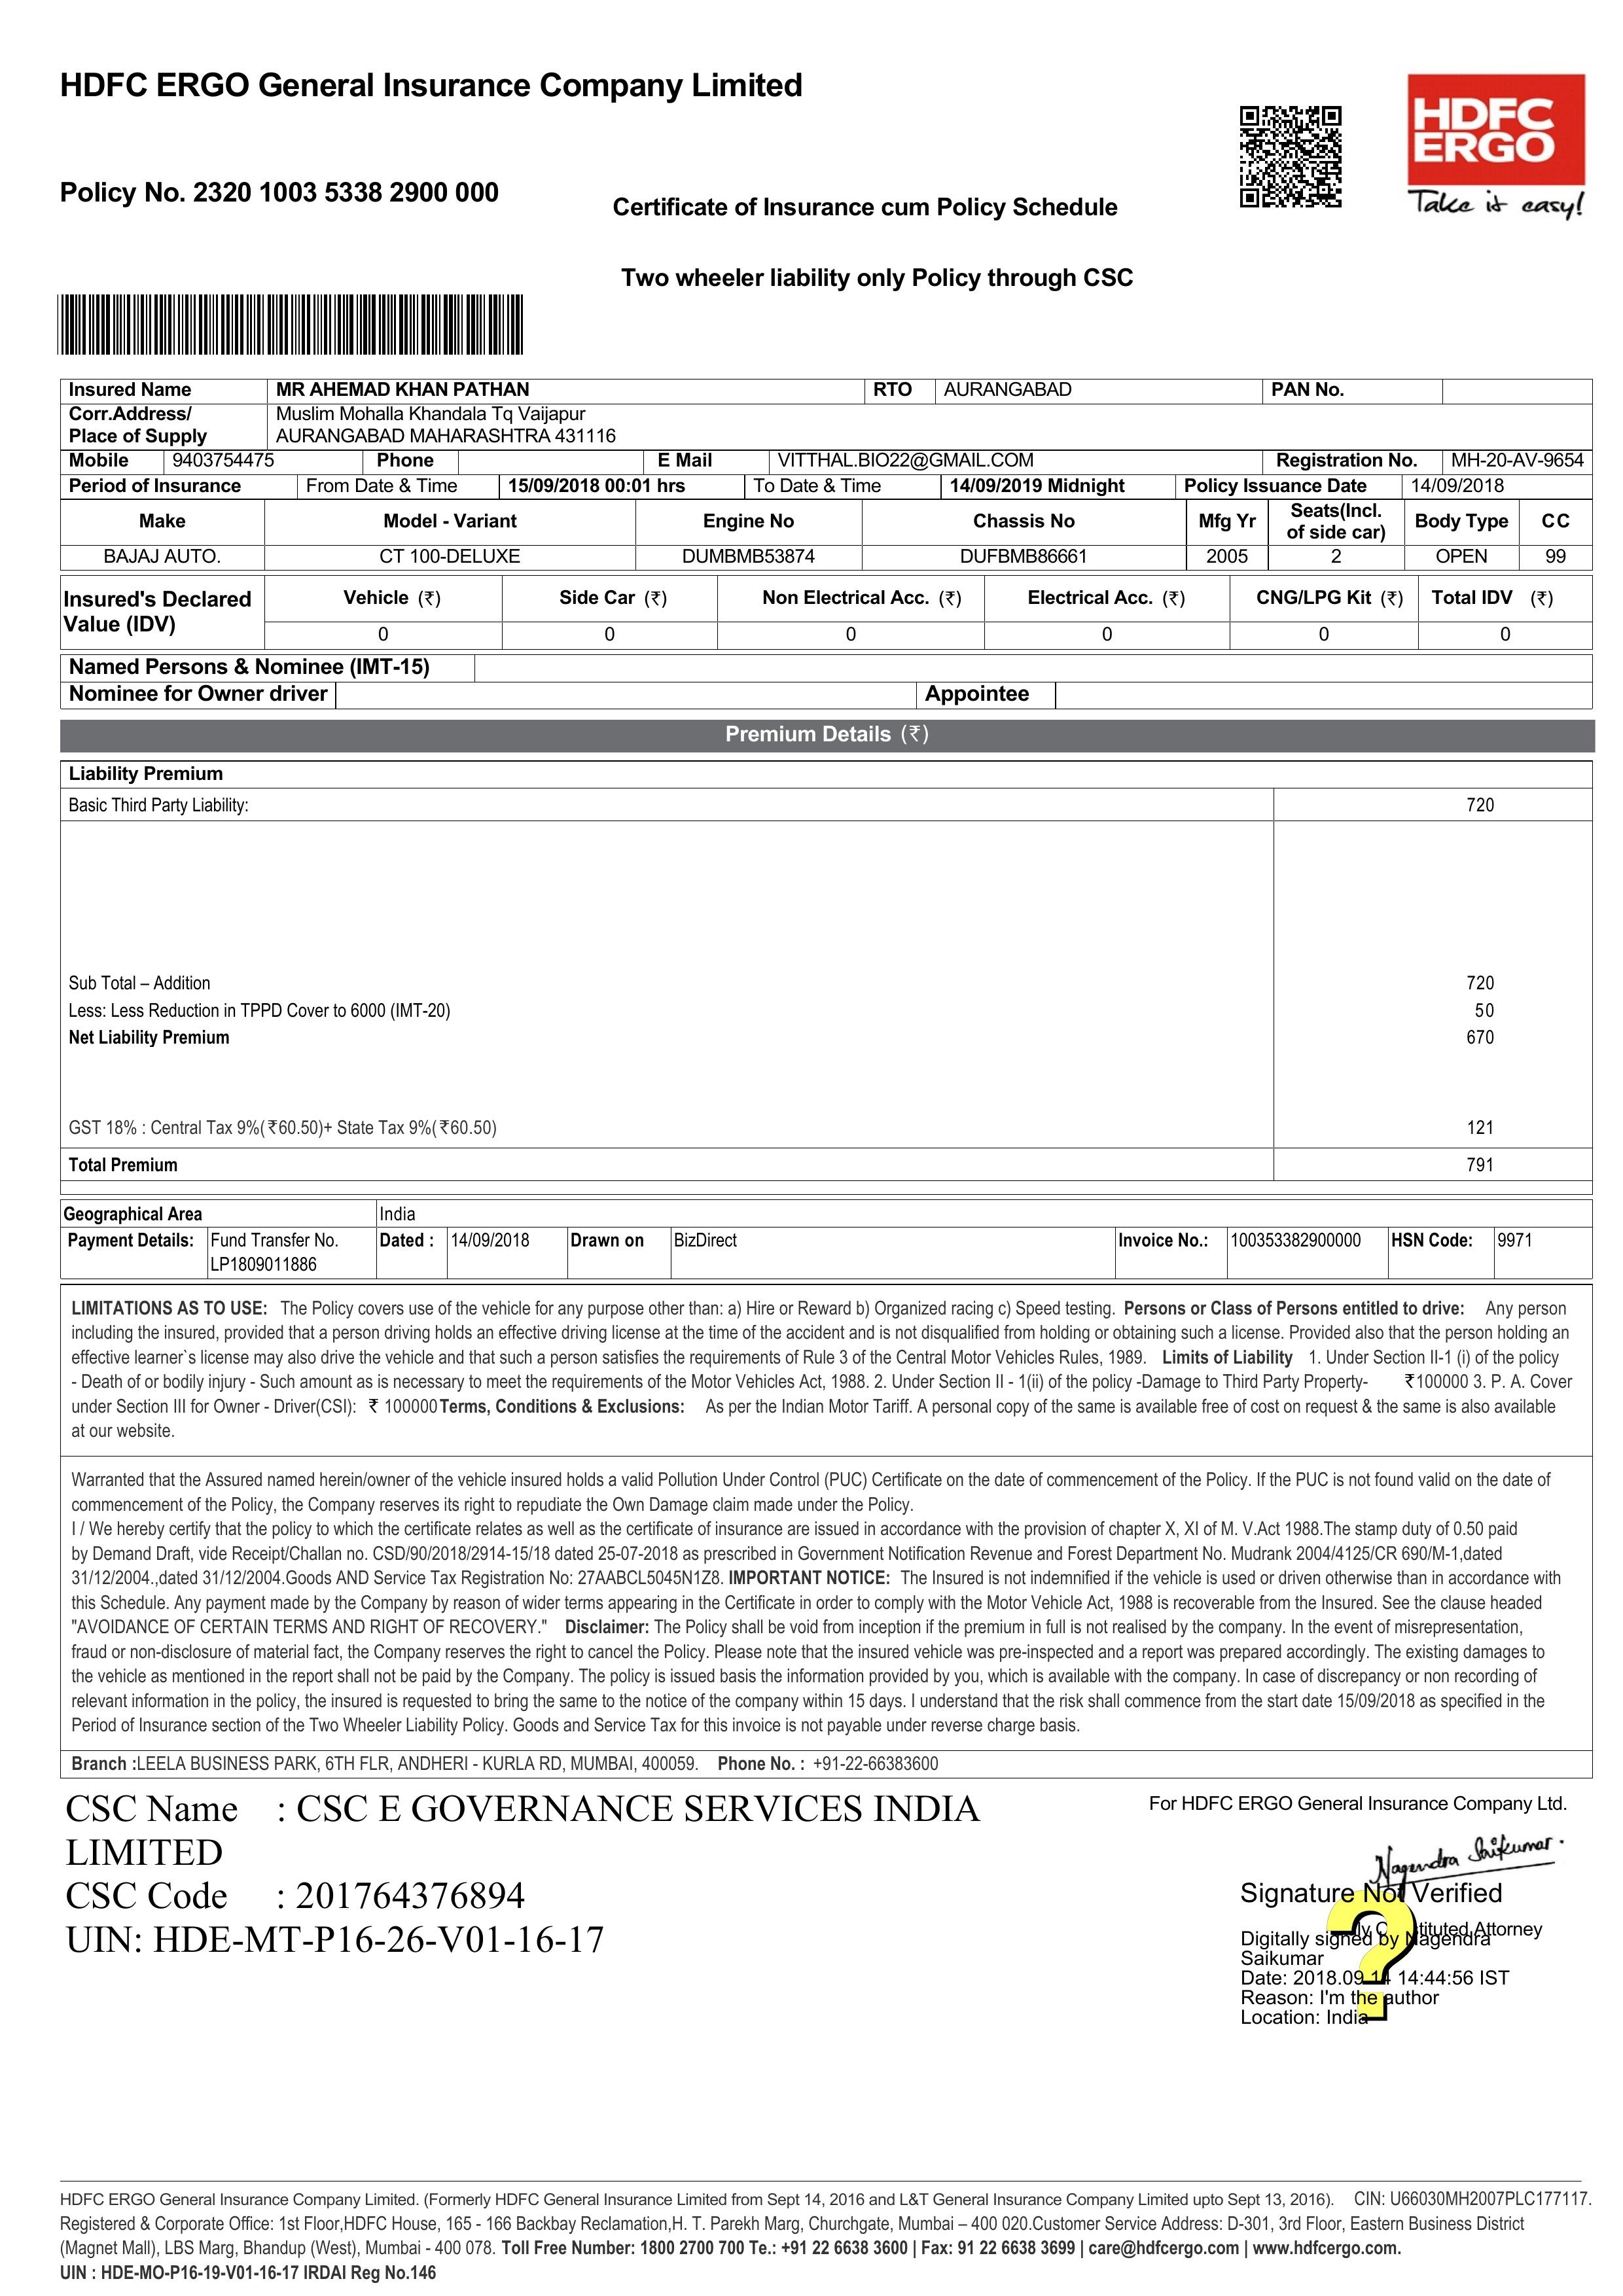 HDFC ERGO General Insurance Company Limited
HDFC
ERGO
Take it easy!
Policy No. 2320 1003 5338 2900 000
Certificate of Insurance cum Policy Schedule
Two wheeler liability only Policy through CSC
Insured Name MR AHEMAD KHAN PATHAN RTO AURANGABAD PAN No.
Corr.Address/ Muslim Mohalla Khandala Tq Vaijapur
Place of Supply AURANGABAD MAHARASHTRA 431116
Mobile 9403754475 Phone E Mail VITTHAL.BIO22@GMAIL.COM Registration No. MH-20-AV-9654
Period of Insurance From Date & Time 15/09/2018 00:01 hrs To Date & Time 14/09/2019 Midnight Policy Issuance Date 14/09/2018
Make Model - Variant Engine No Chassis No Mfg Yr Seats(Incl. of side car) Body Type CC
BAJAJ AUTO. CT 100-DELUXE DUMBMB53874 DUFBMB86661 2005 2 OPEN 99
Insured's Declared Value (IDV) Vehicle (₹) Side Car (₹) Non Electrical Acc. (₹) Electrical Acc. (₹) CNG/LPG Kit (₹) Total IDV (₹)
0 0 0 0 0 0
Named Persons & Nominee (IMT-15)
Nominee for Owner driver Appointee
Premium Details (₹)
Liability Premium
Basic Third Party Liability: 720
Sub Total – Addition 720
Less: Less Reduction in TPPD Cover to 6000 (IMT-20) 50
Net Liability Premium 670
GST 18% : Central Tax 9%(₹60.50)+ State Tax 9%(₹60.50) 121
Total Premium 791
Geographical Area India
Payment Details: Fund Transfer No. Dated : 14/09/2018 Drawn on BizDirect Invoice No.: 100353382900000 HSN Code: 9971
LP1809011886
LIMITATIONS AS TO USE: The Policy covers use of the vehicle for any purpose other than: a) Hire or Reward b) Organized racing c) Speed testing. Persons or Class of Persons entitled to drive: Any person
including the insured, provided that a person driving holds an effective driving license at the time of the accident and is not disqualified from holding or obtaining such a license. Provided also that the person holding an
effective learner`s license may also drive the vehicle and that such a person satisfies the requirements of Rule 3 of the Central Motor Vehicles Rules, 1989. Limits of Liability 1. Under Section II-1 (i) of the policy
- Death of or bodily injury - Such amount as is necessary to meet the requirements of the Motor Vehicles Act, 1988. 2. Under Section II - 1(ii) of the policy -Damage to Third Party Property- ₹100000 3. P. A. Cover
under Section III for Owner - Driver(CSI): ₹ 100000 Terms, Conditions & Exclusions: As per the Indian Motor Tariff. A personal copy of the same is available free of cost on request & the same is also available
at our website.
Warranted that the Assured named herein/owner of the vehicle insured holds a valid Pollution Under Control (PUC) Certificate on the date of commencement of the Policy. If the PUC is not found valid on the date of
commencement of the Policy, the Company reserves its right to repudiate the Own Damage claim made under the Policy.
I / We hereby certify that the policy to which the certificate relates as well as the certificate of insurance are issued in accordance with the provision of chapter X, XI of M. V.Act 1988.The stamp duty of 0.50 paid
by Demand Draft, vide Receipt/Challan no. CSD/90/2018/2914-15/18 dated 25-07-2018 as prescribed in Government Notification Revenue and Forest Department No. Mudrank 2004/4125/CR 690/M-1,dated
31/12/2004.,dated 31/12/2004.Goods AND Service Tax Registration No: 27AABCL5045N1Z8. IMPORTANT NOTICE: The Insured is not indemnified if the vehicle is used or driven otherwise than in accordance with
this Schedule. Any payment made by the Company by reason of wider terms appearing in the Certificate in order to comply with the Motor Vehicle Act, 1988 is recoverable from the Insured. See the clause headed
"AVOIDANCE OF CERTAIN TERMS AND RIGHT OF RECOVERY." Disclaimer: The Policy shall be void from inception if the premium in full is not realised by the company. In the event of misrepresentation,
fraud or non-disclosure of material fact, the Company reserves the right to cancel the Policy. Please note that the insured vehicle was pre-inspected and a report was prepared accordingly. The existing damages to
the vehicle as mentioned in the report shall not be paid by the Company. The policy is issued basis the information provided by you, which is available with the company. In case of discrepancy or non recording of
relevant information in the policy, the insured is requested to bring the same to the notice of the company within 15 days. I understand that the risk shall commence from the start date 15/09/2018 as specified in the
Period of Insurance section of the Two Wheeler Liability Policy. Goods and Service Tax for this invoice is not payable under reverse charge basis.
Branch :LEELA BUSINESS PARK, 6TH FLR, ANDHERI - KURLA RD, MUMBAI, 400059. Phone No. : +91-22-66383600
CSC Name : CSC E GOVERNANCE SERVICES INDIA
LIMITED
CSC Code : 201764376894
UIN: HDE-MT-P16-26-V01-16-17
For HDFC ERGO General Insurance Company Ltd.
Nagendra Saikumar.
Signature Not Verified
Attorney
Digitally signed by Nagendra
Saikumar
Date: 2018.09.14 14:44:56 IST
Reason: I'm the author
Location: India
HDFC ERGO General Insurance Company Limited. (Formerly HDFC General Insurance Limited from Sept 14, 2016 and L&T General Insurance Company Limited upto Sept 13, 2016). CIN: U66030MH2007PLC177117.
Registered & Corporate Office: 1st Floor,HDFC House, 165 - 166 Backbay Reclamation,H. T. Parekh Marg, Churchgate, Mumbai – 400 020.Customer Service Address: D-301, 3rd Floor, Eastern Business District
(Magnet Mall), LBS Marg, Bhandup (West), Mumbai - 400 078. Toll Free Number: 1800 2700 700 Te.: +91 22 6638 3600 | Fax: 91 22 6638 3699 | care@hdfcergo.com | www.hdfcergo.com.
UIN : HDE-MO-P16-19-V01-16-17 IRDAI Reg No.146